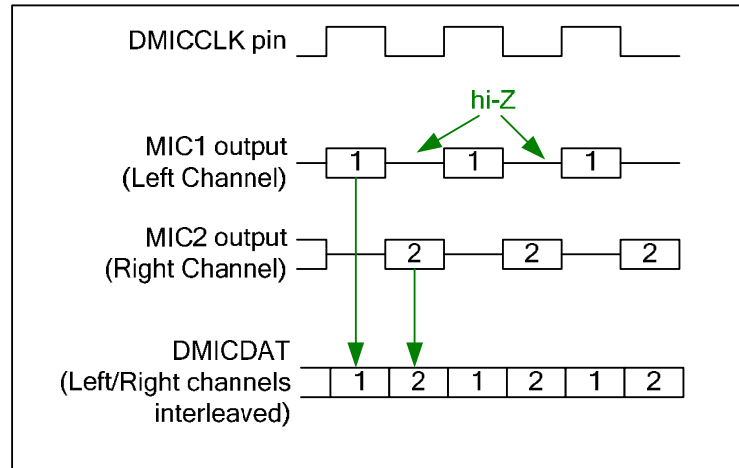 DMICCLK pin
hi-Z
MIC1 output
(Left Channel)
1 1 1
MIC2 output
(Right Channel)
2 2 2
DMICDAT
(Left/Right channels
interleaved)
1 2 1 2 1 2